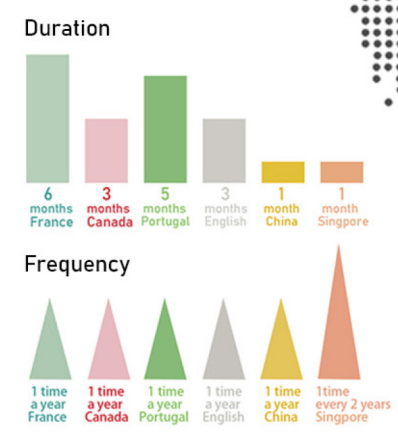 Duration
6 3 5 3 1 1
months months months months month month
France Canada Portugal English China Singpore
Frequency
1 time 1 time 1 time 1 time 1 time 1time
a year a year a year a year a year every 2 years
France Canada Portugal English China Singpore